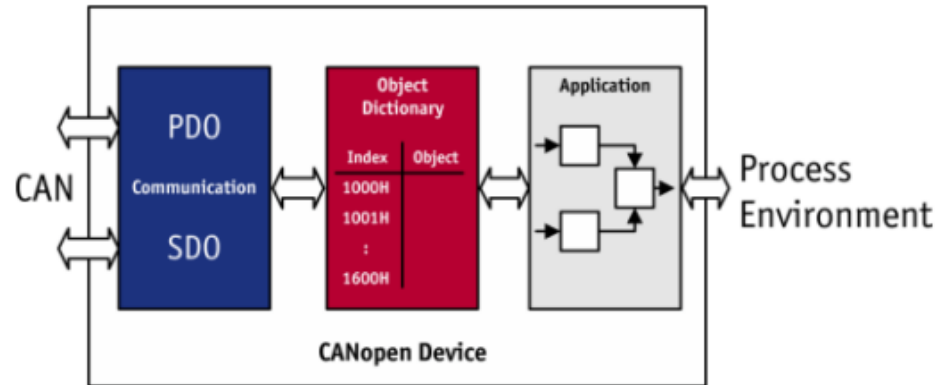 CAN
PDO
Communication
SDO
Object
Dictionary
Index Object
1000H
1001H
:
1600H
Application
Process
Environment
CANopen Device